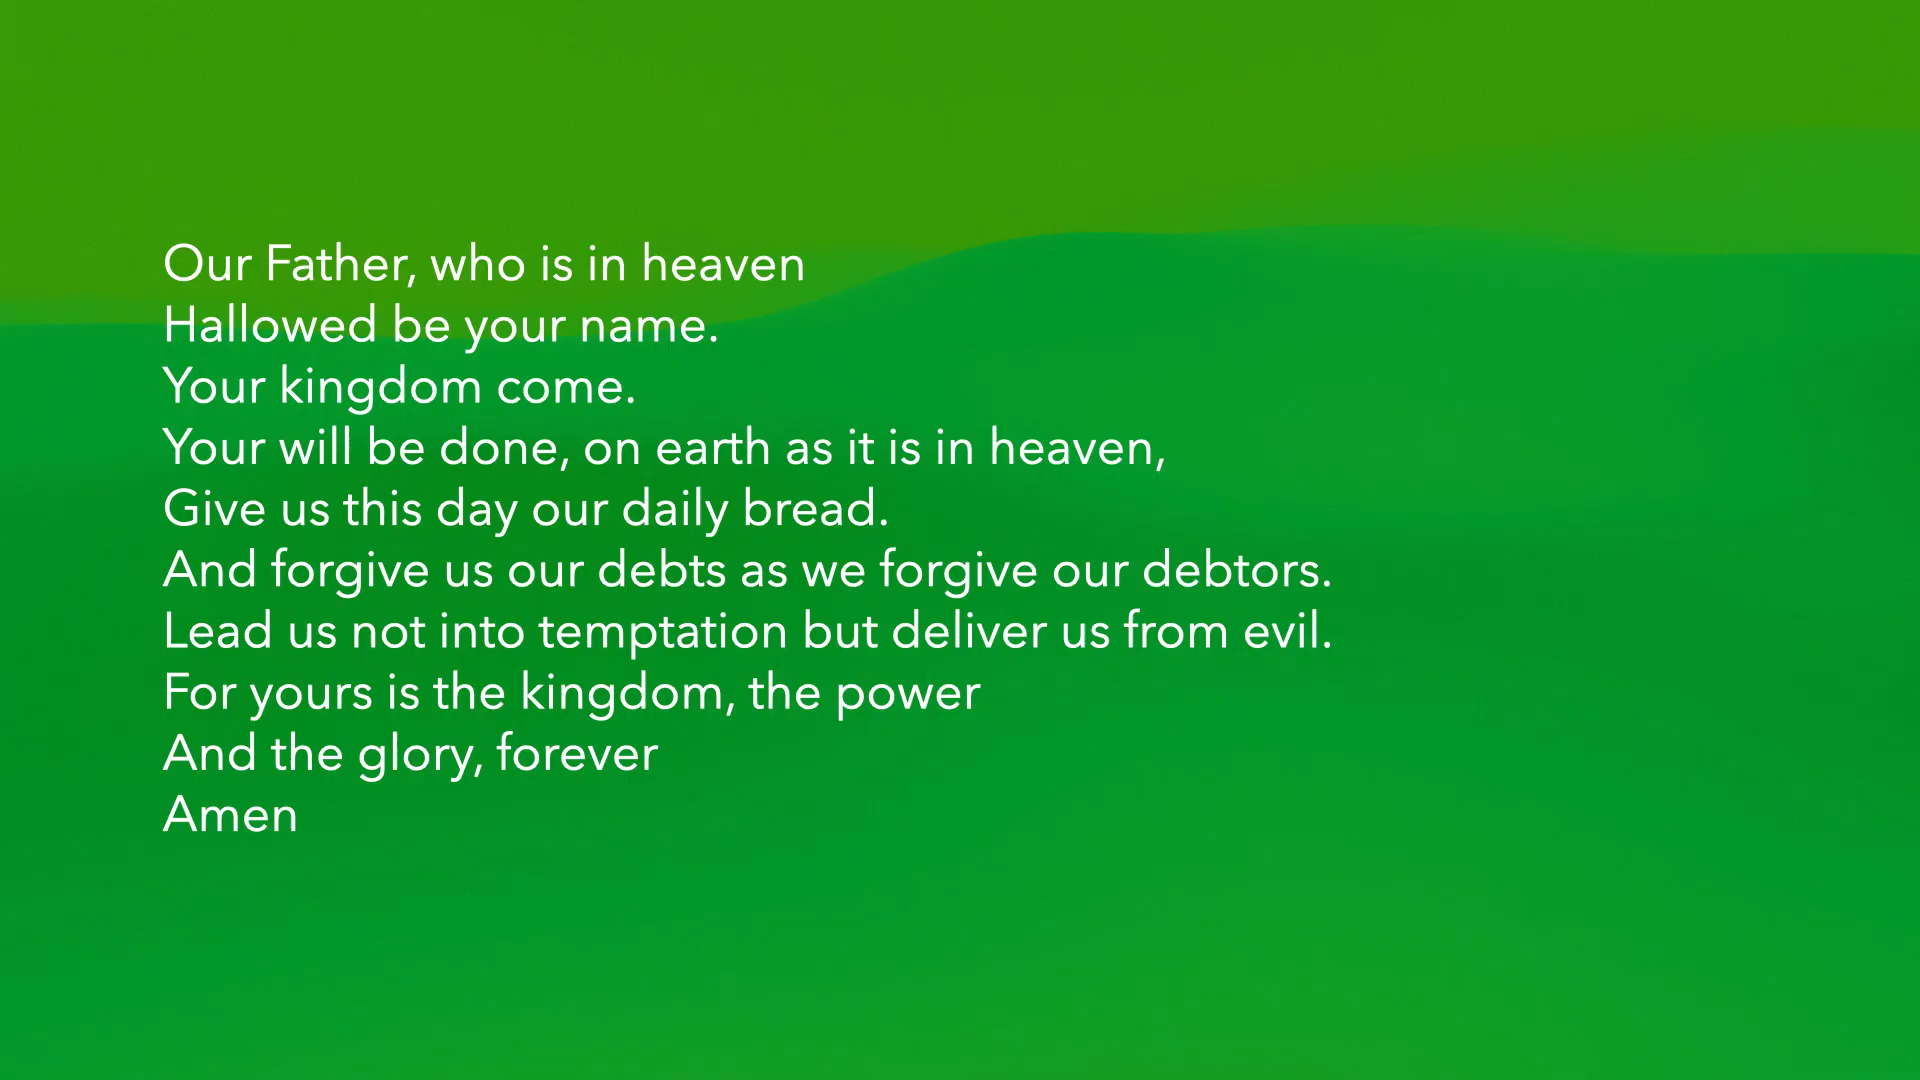 Our Father, who is in heaven
Hallowed be your name.
Your kingdom come.
Your will be done, on earth as it is in heaven,
Give us this day our daily bread.
And forgive us our debts as we forgive our debtors.
Lead us not into temptation but deliver us from evil.
For yours is the kingdom, the power
And the glory, forever
Amen